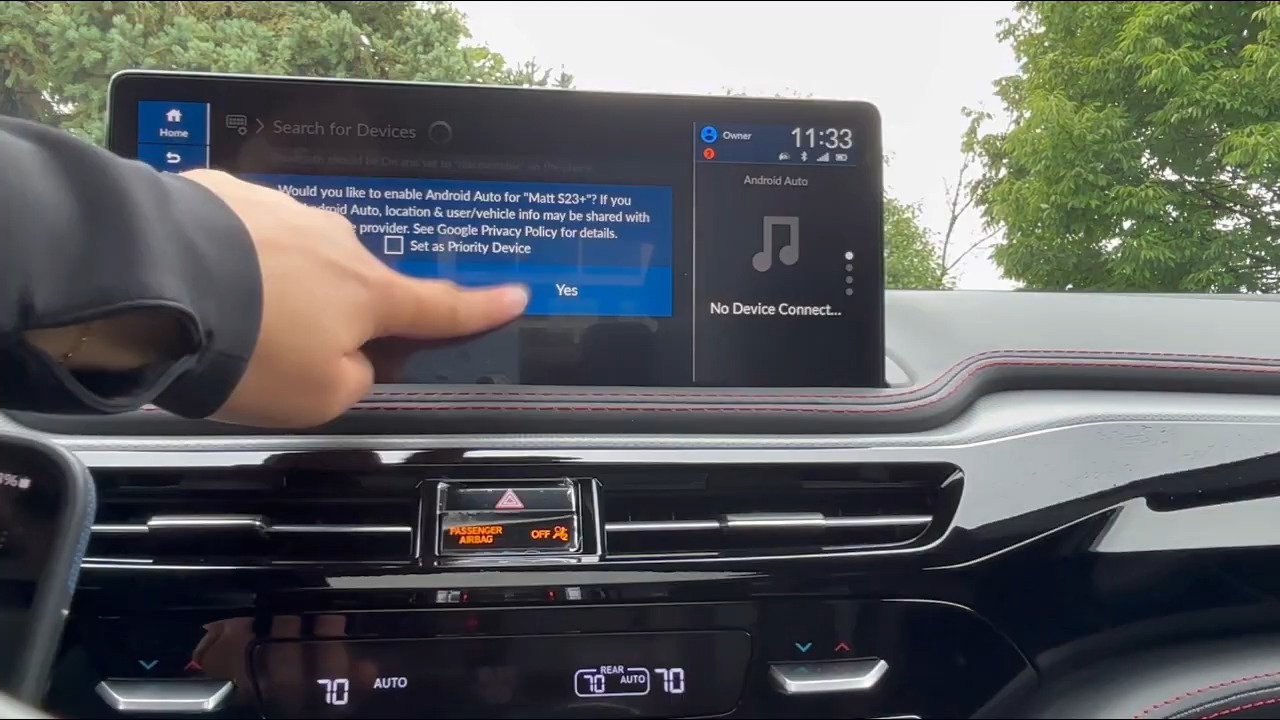 Home
Search for Devices
Would you like to enable Android Auto for "Matt S23+"? If you
Android Auto, location & user/vehicle info may be shared with
provider. See Google Privacy Policy for details.
Set as Priority Device
Yes
Owner
11:33
Android Auto
No Device Connect...
PASSENGER
AIRBAG
OFF
70
AUTO
REAR
70 AUTO
70